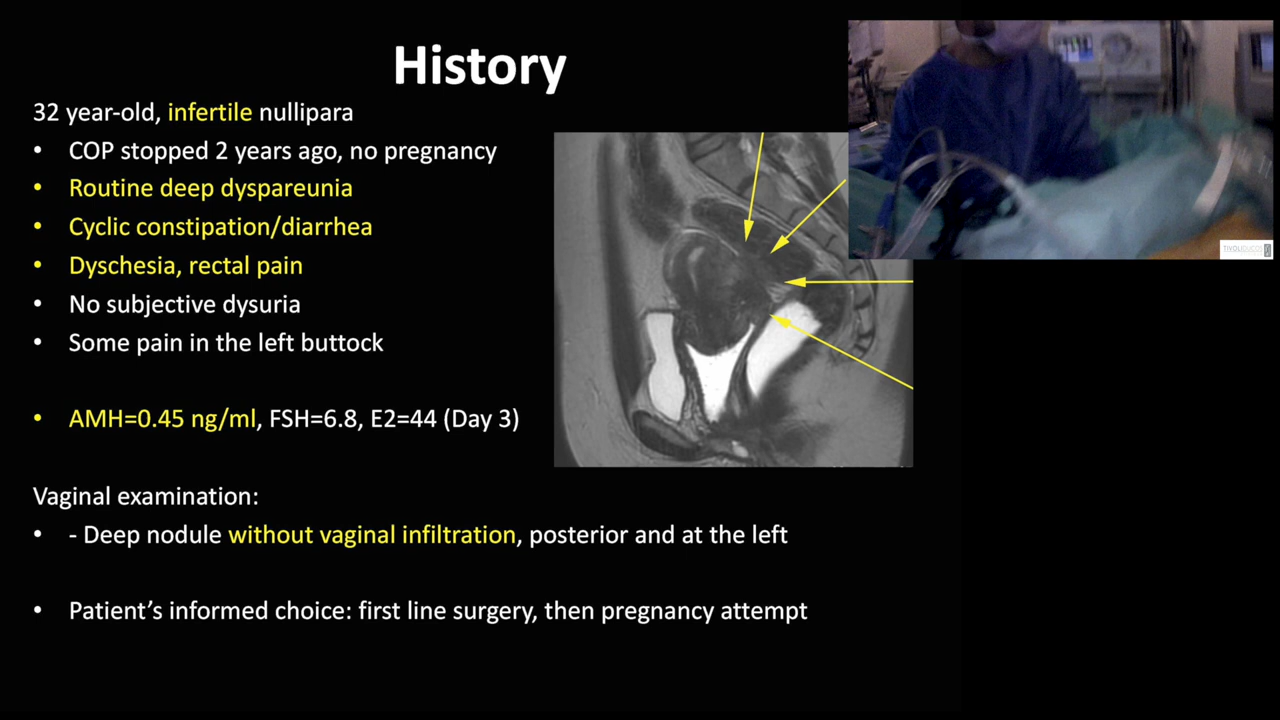 History
32 year-old, infertile nullipara
• COP stopped 2 years ago, no pregnancy
• Routine deep dyspareunia
• Cyclic constipation/diarrhea
• Dyschesia, rectal pain
• No subjective dysuria
• Some pain in the left buttock
• AMH=0.45 ng/ml, FSH=6.8, E2=44 (Day 3)
Vaginal examination:
• - Deep nodule without vaginal infiltration, posterior and at the left
• Patient’s informed choice: first line surgery, then pregnancy attempt